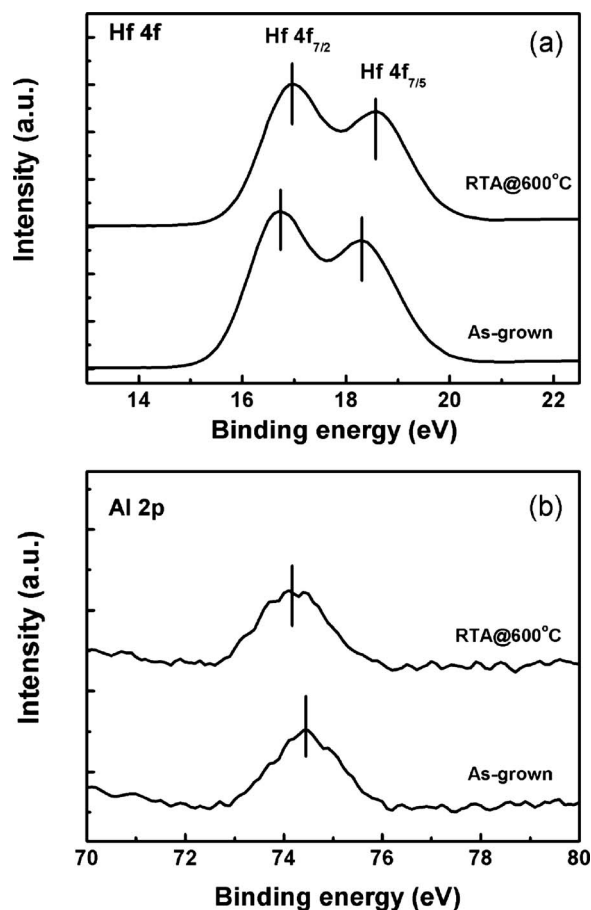 Hf 4f
Hf 4f7/2
Hf 4f7/5
(a)
RTA@600°C
As-grown
Intensity (a.u.)
14 16 18 20 22
Binding energy (eV)
Al 2p
(b)
RTA@600°C
As-grown
Intensity (a.u.)
70 72 74 76 78 80
Binding energy (eV)